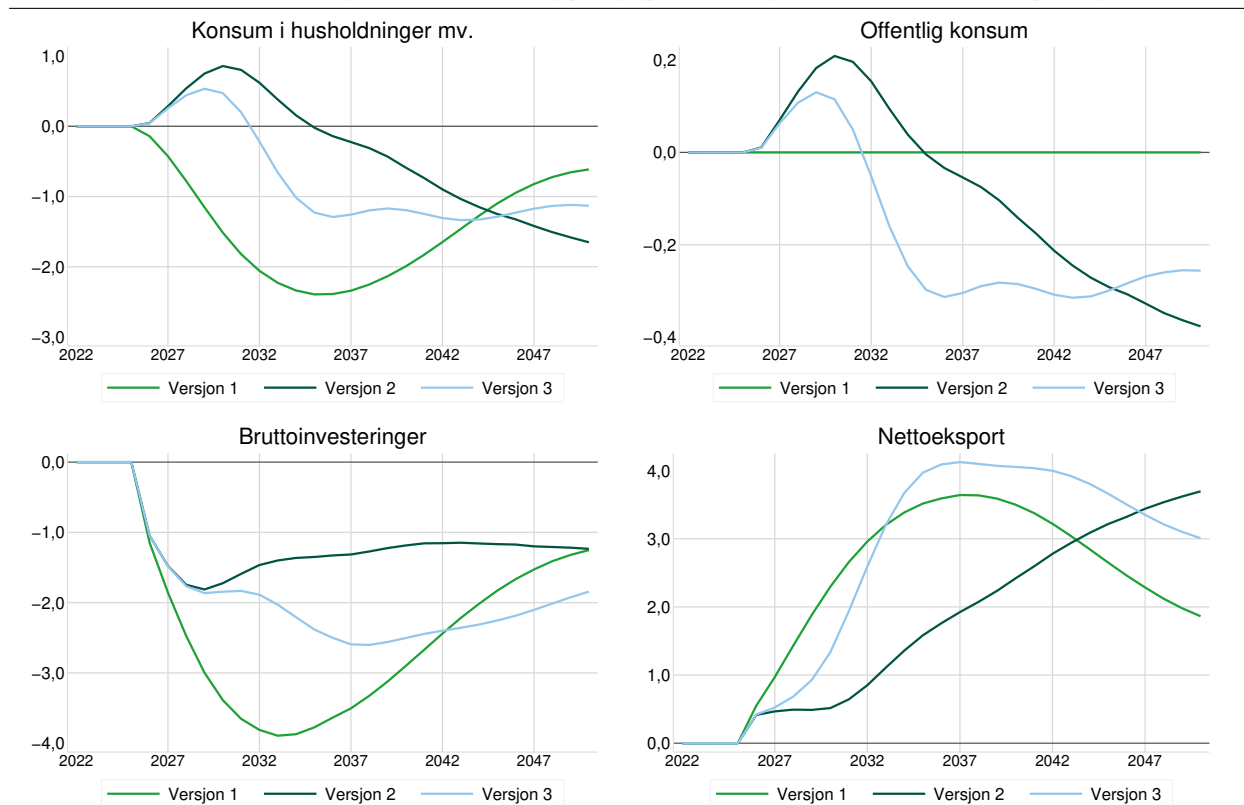 Konsum i husholdninger mv.
1,0
0,0
−1,0
−2,0
−3,0
2022 2027 2032 2037 2042 2047
Versjon 1 Versjon 2 Versjon 3
Offentlig konsum
0,2
0,0
−0,2
−0,4
2022 2027 2032 2037 2042 2047
Versjon 1 Versjon 2 Versjon 3
Bruttoinvesteringer
0,0
−1,0
−2,0
−3,0
−4,0
2022 2027 2032 2037 2042 2047
Versjon 1 Versjon 2 Versjon 3
Nettoeksport
4,0
3,0
2,0
1,0
0,0
2022 2027 2032 2037 2042 2047
Versjon 1 Versjon 2 Versjon 3